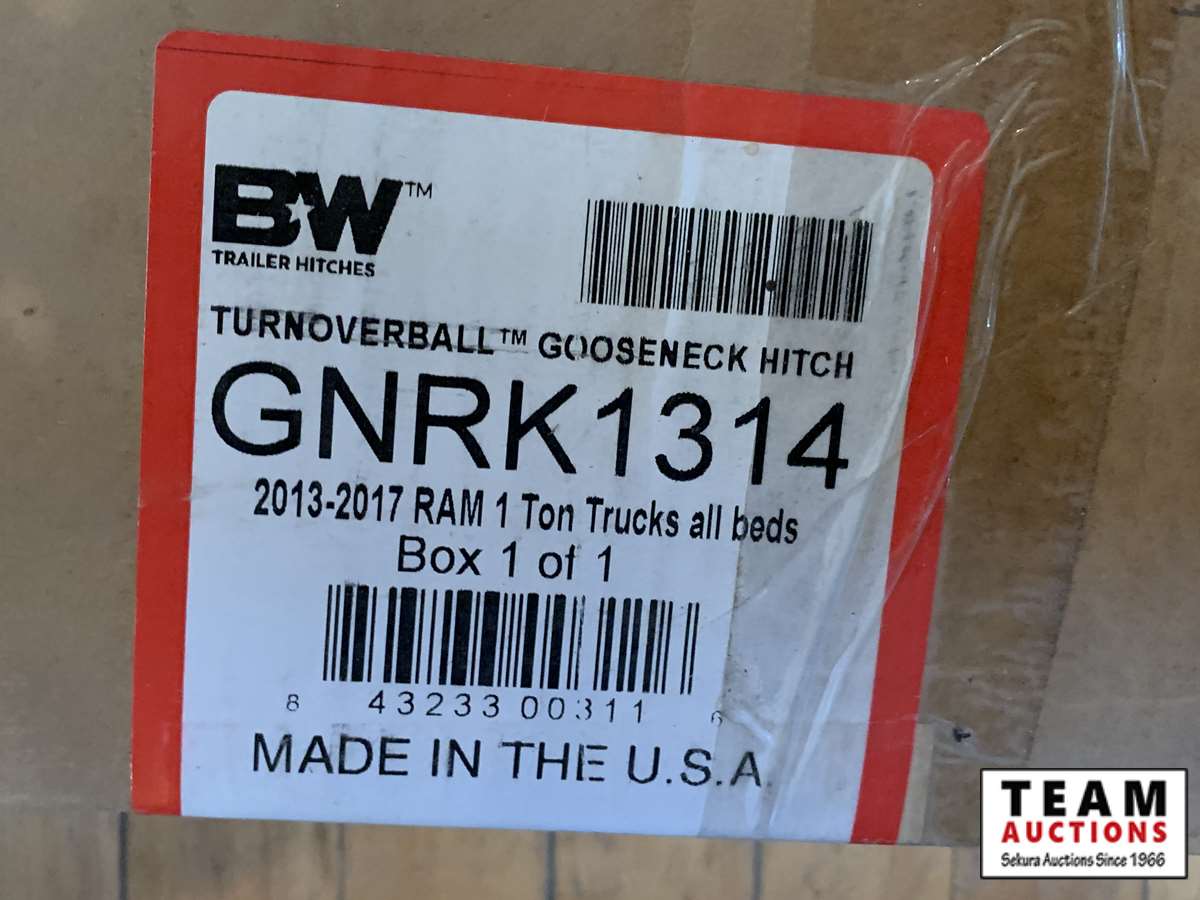 B★W™
TRAILER HITCHES
TURNOVERBALL™ GOOSENECK HITCH
GNRK1314
2013-2017 RAM 1 Ton Trucks all beds
Box 1 of 1
8 43233 00311 6
MADE IN THE U.S.A.
TEAM
AUCTIONS
Sekura Auctions Since 1966